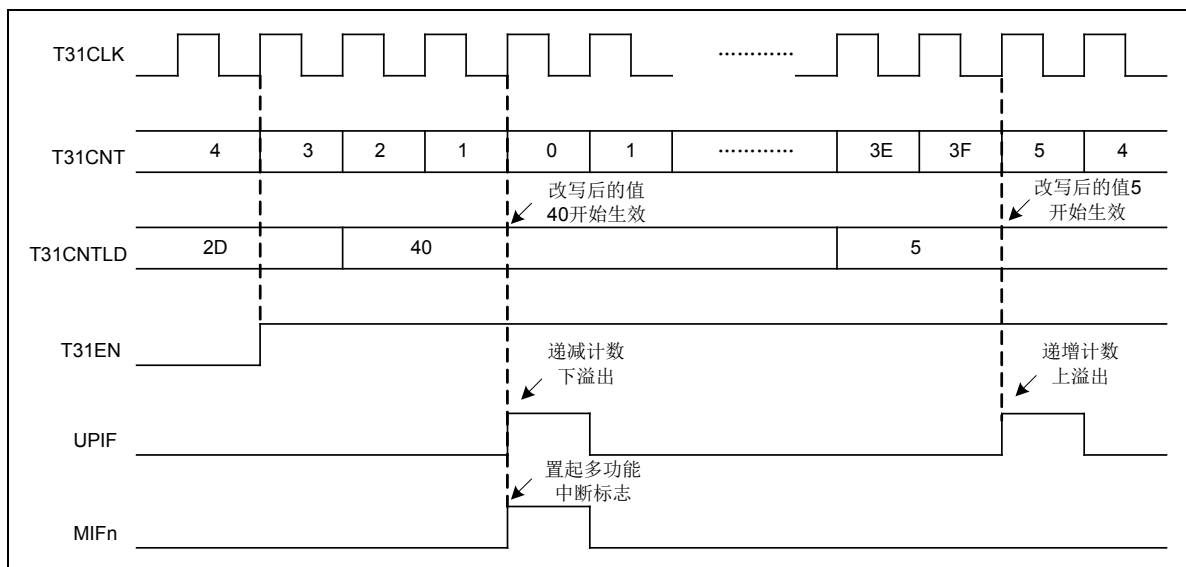 T31CLK
…………
T31CNT
4 3 2 1 0 1 ………… 3E 3F 5 4
改写后的值
40开始生效
改写后的值5
开始生效
T31CNTLD
2D 40 5
T31EN
递减计数
下溢出
递增计数
上溢出
UPIF
置起多功能
中断标志
MIFn